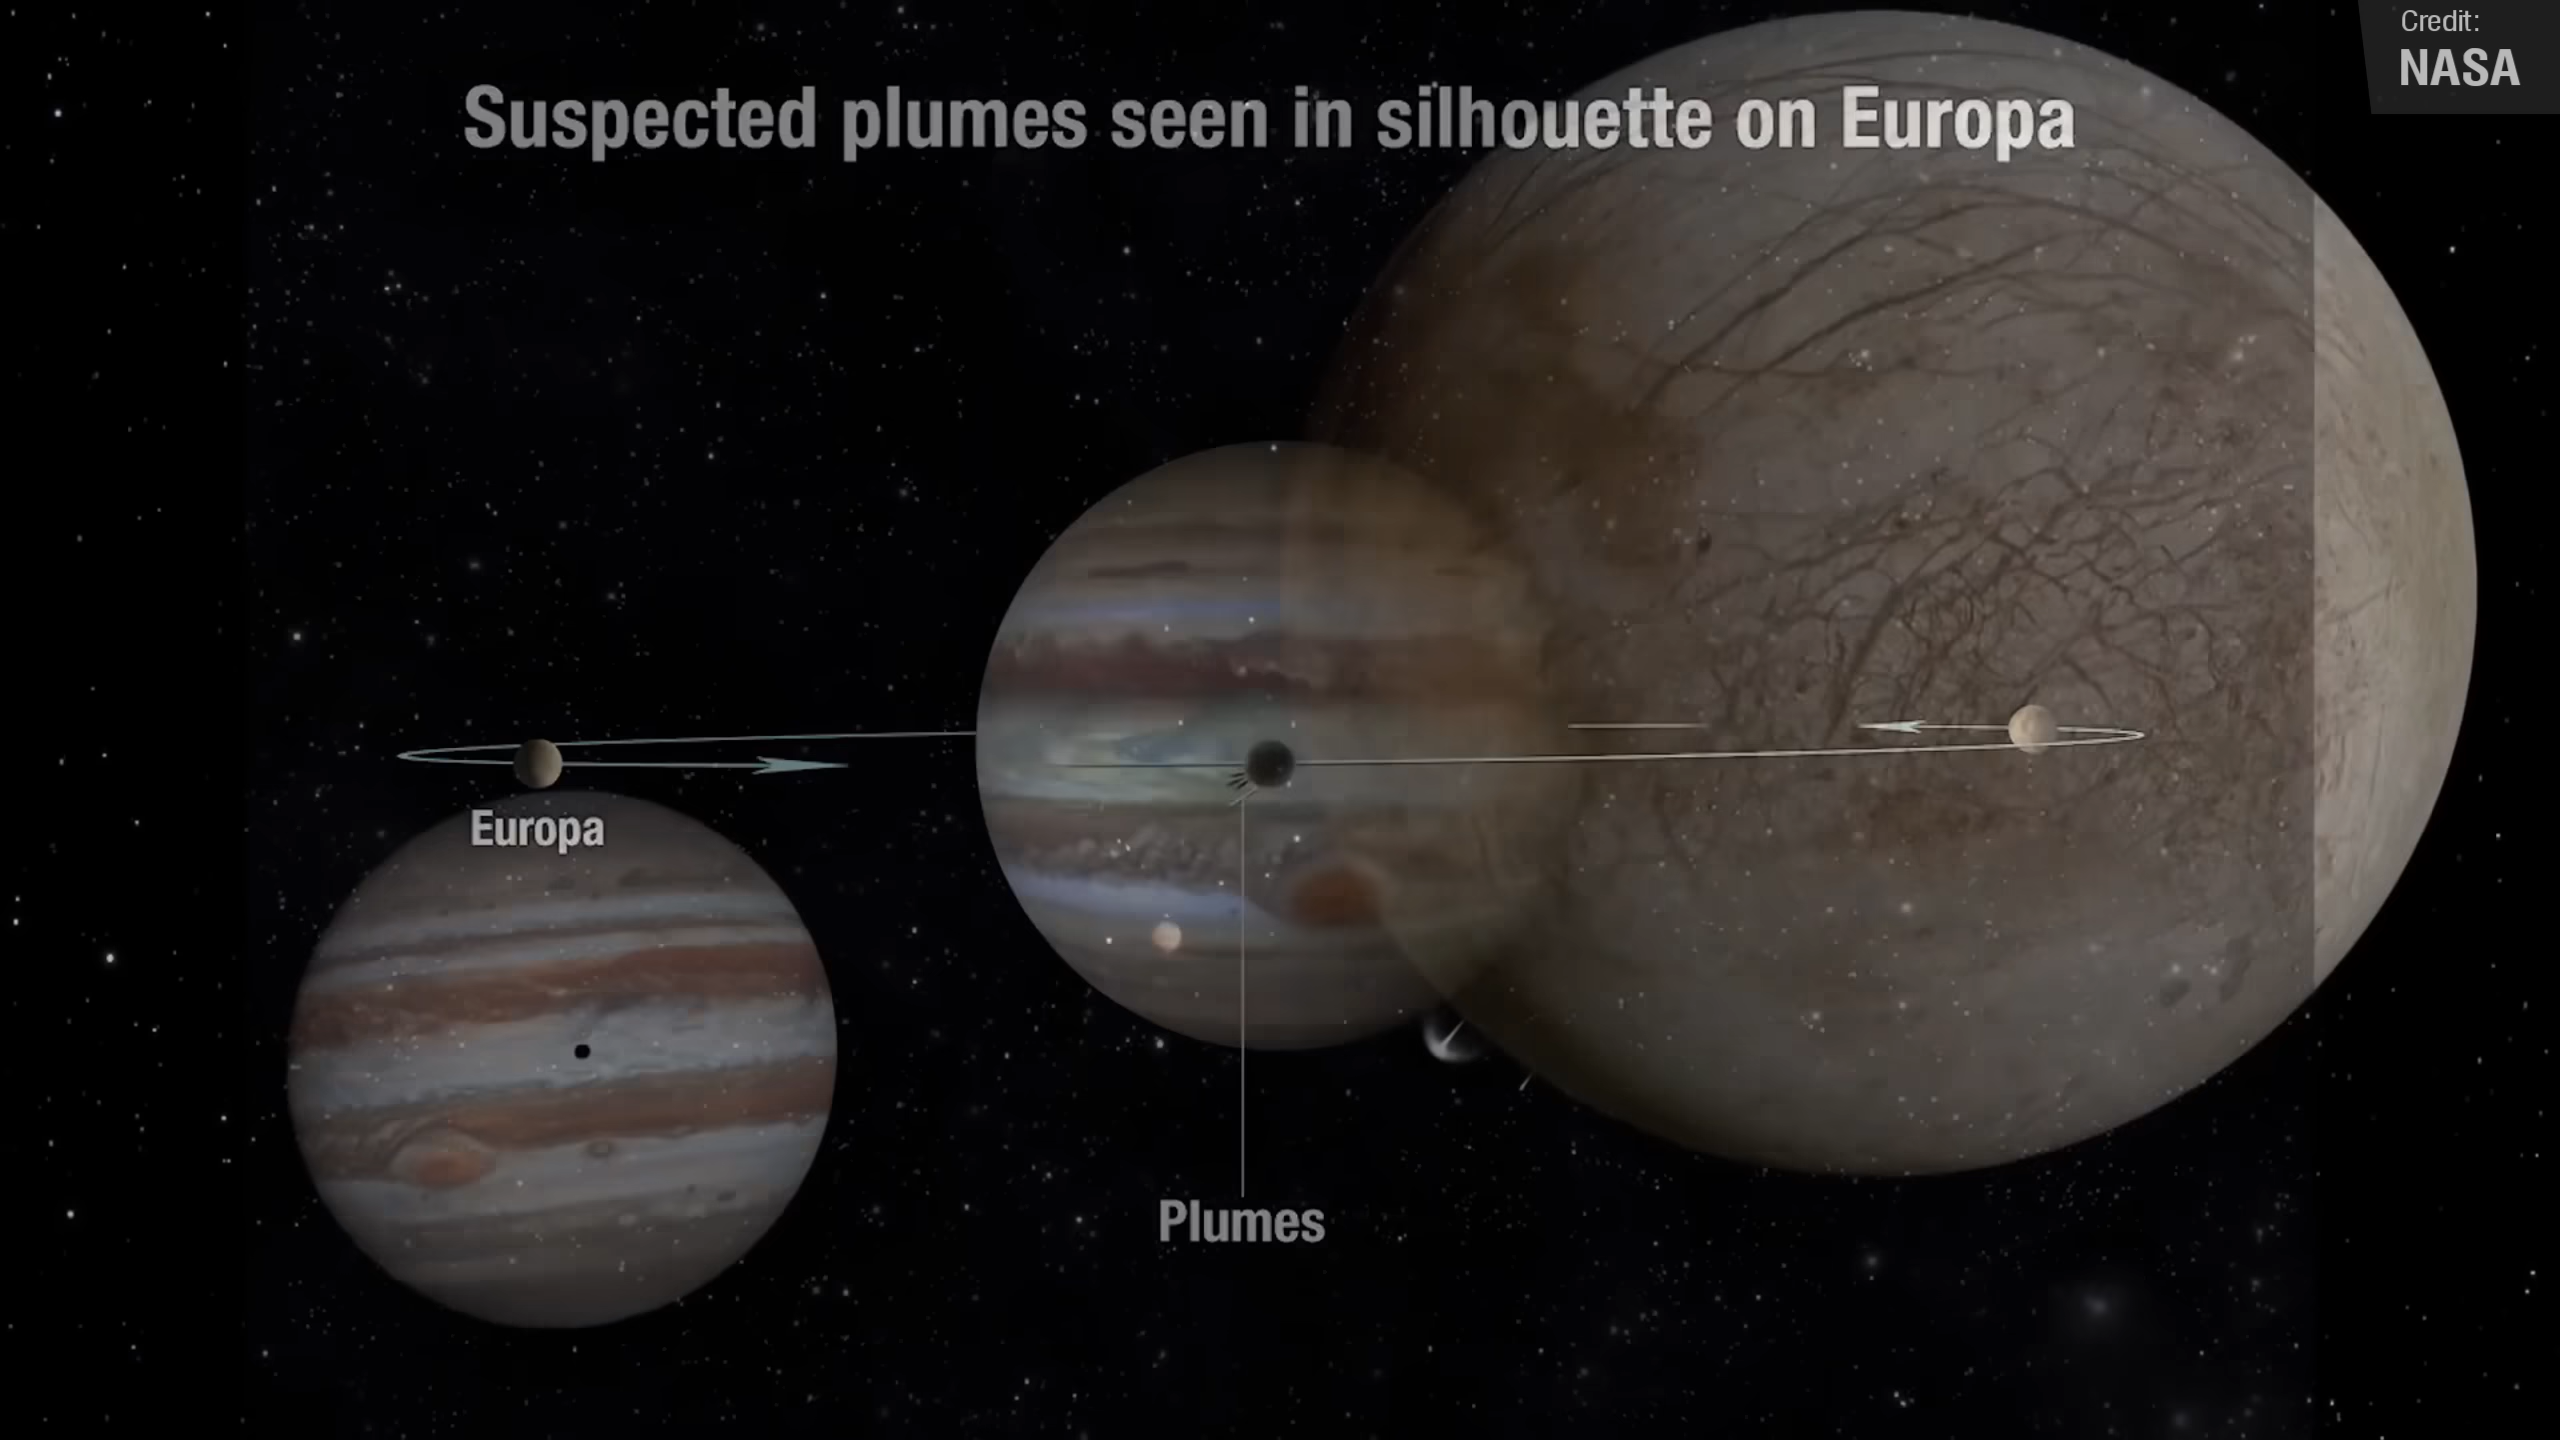 Credit:
NASA
Suspected plumes seen in silhouette on Europa
Europa
Plumes